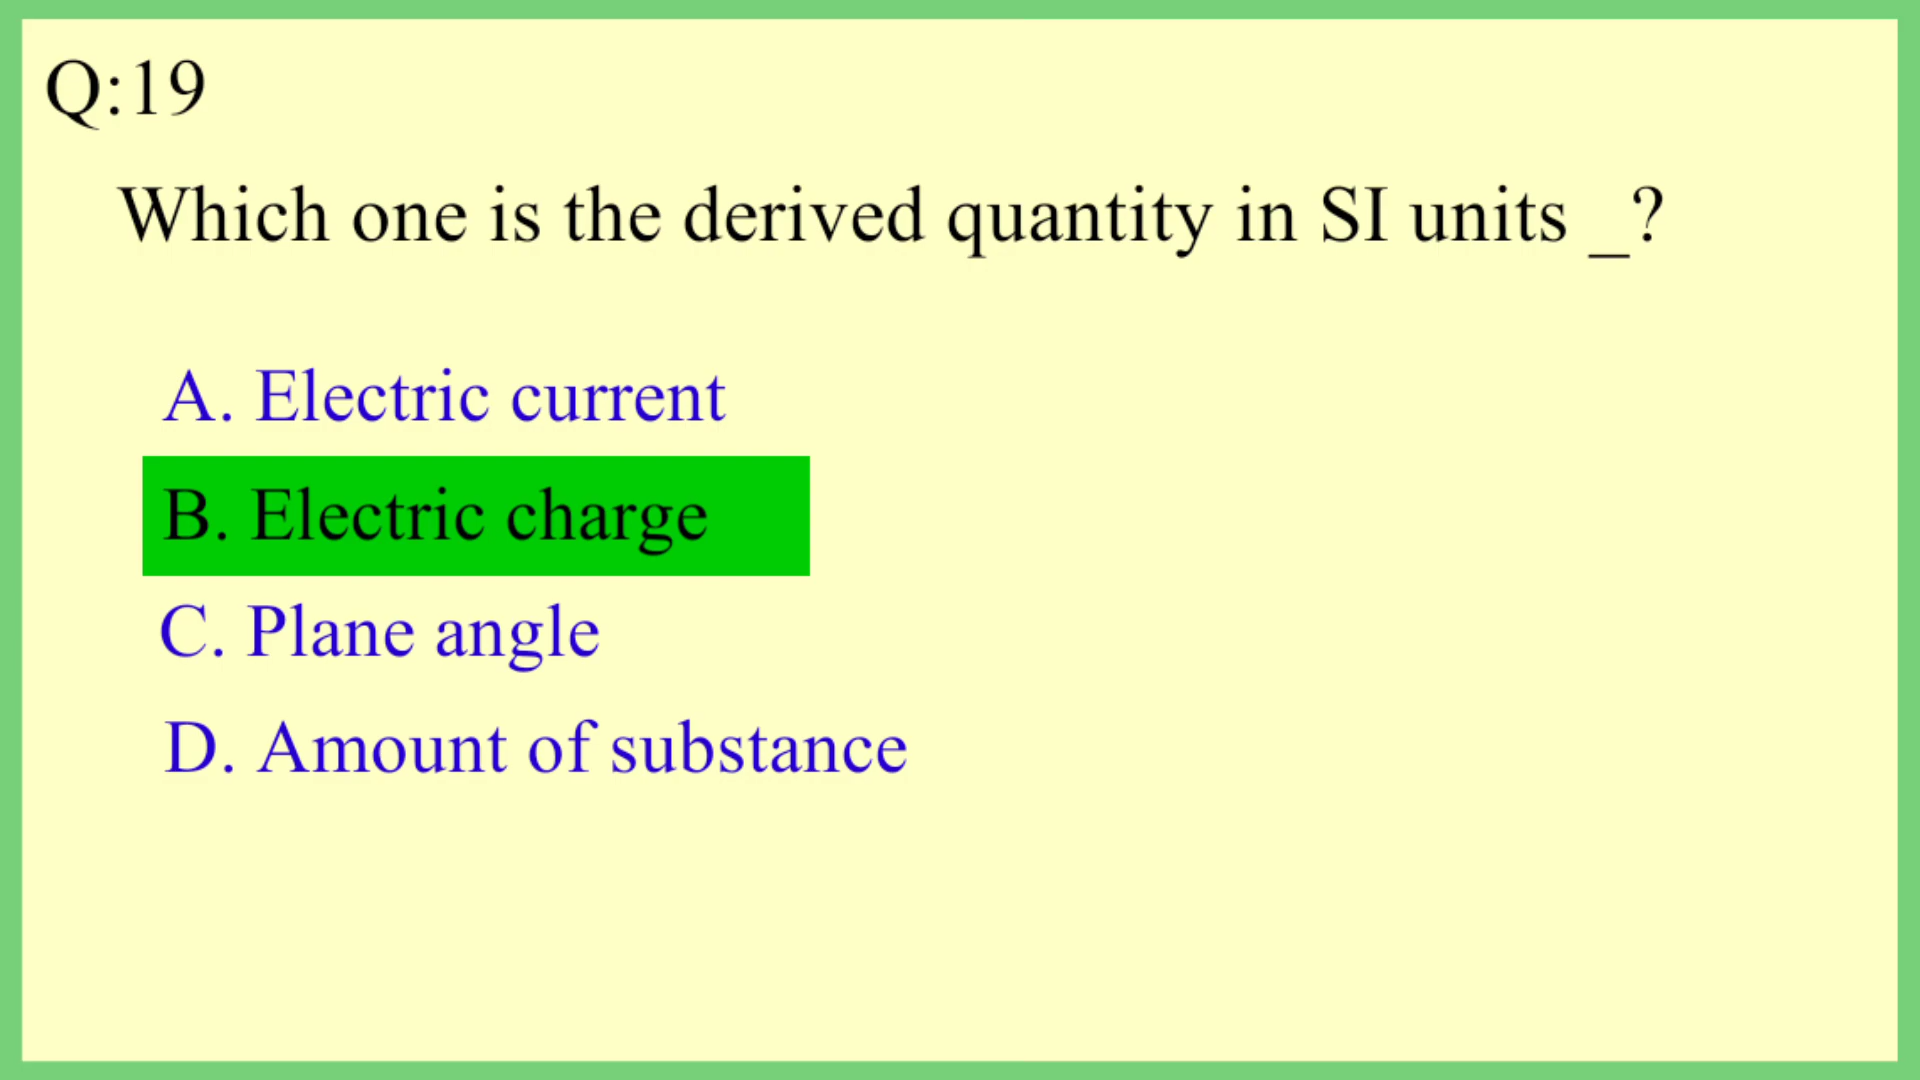 Q:19
Which one is the derived quantity in SI units _?
A. Electric current
B. Electric charge
C. Plane angle
D. Amount of substance